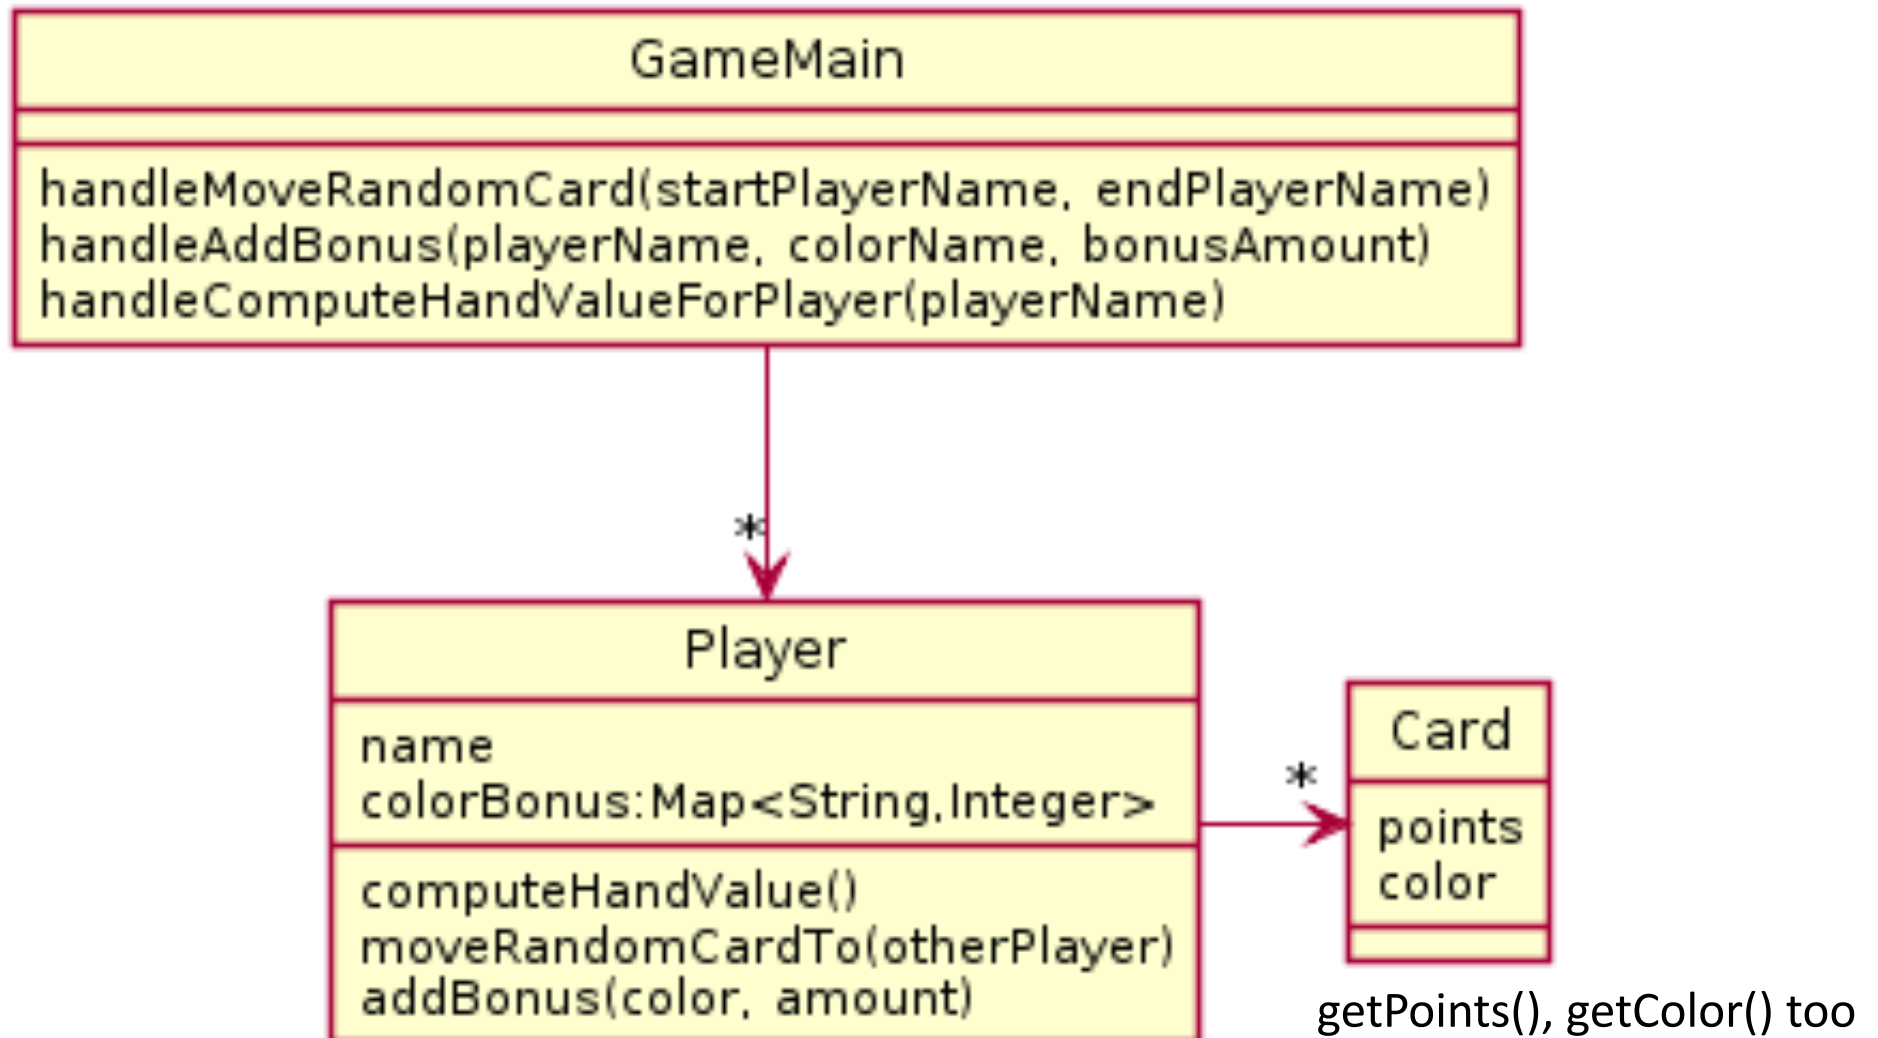 GameMain
handleMoveRandomCard(startPlayerName, endPlayerName)
handleAddBonus(playerName, colorName, bonusAmount)
handleComputeHandValueForPlayer(playerName)
*
Player
name
colorBonus:Map<String,Integer>
computeHandValue()
moveRandomCardTo(otherPlayer)
addBonus(color, amount)
*
Card
points
color
getPoints(), getColor() too